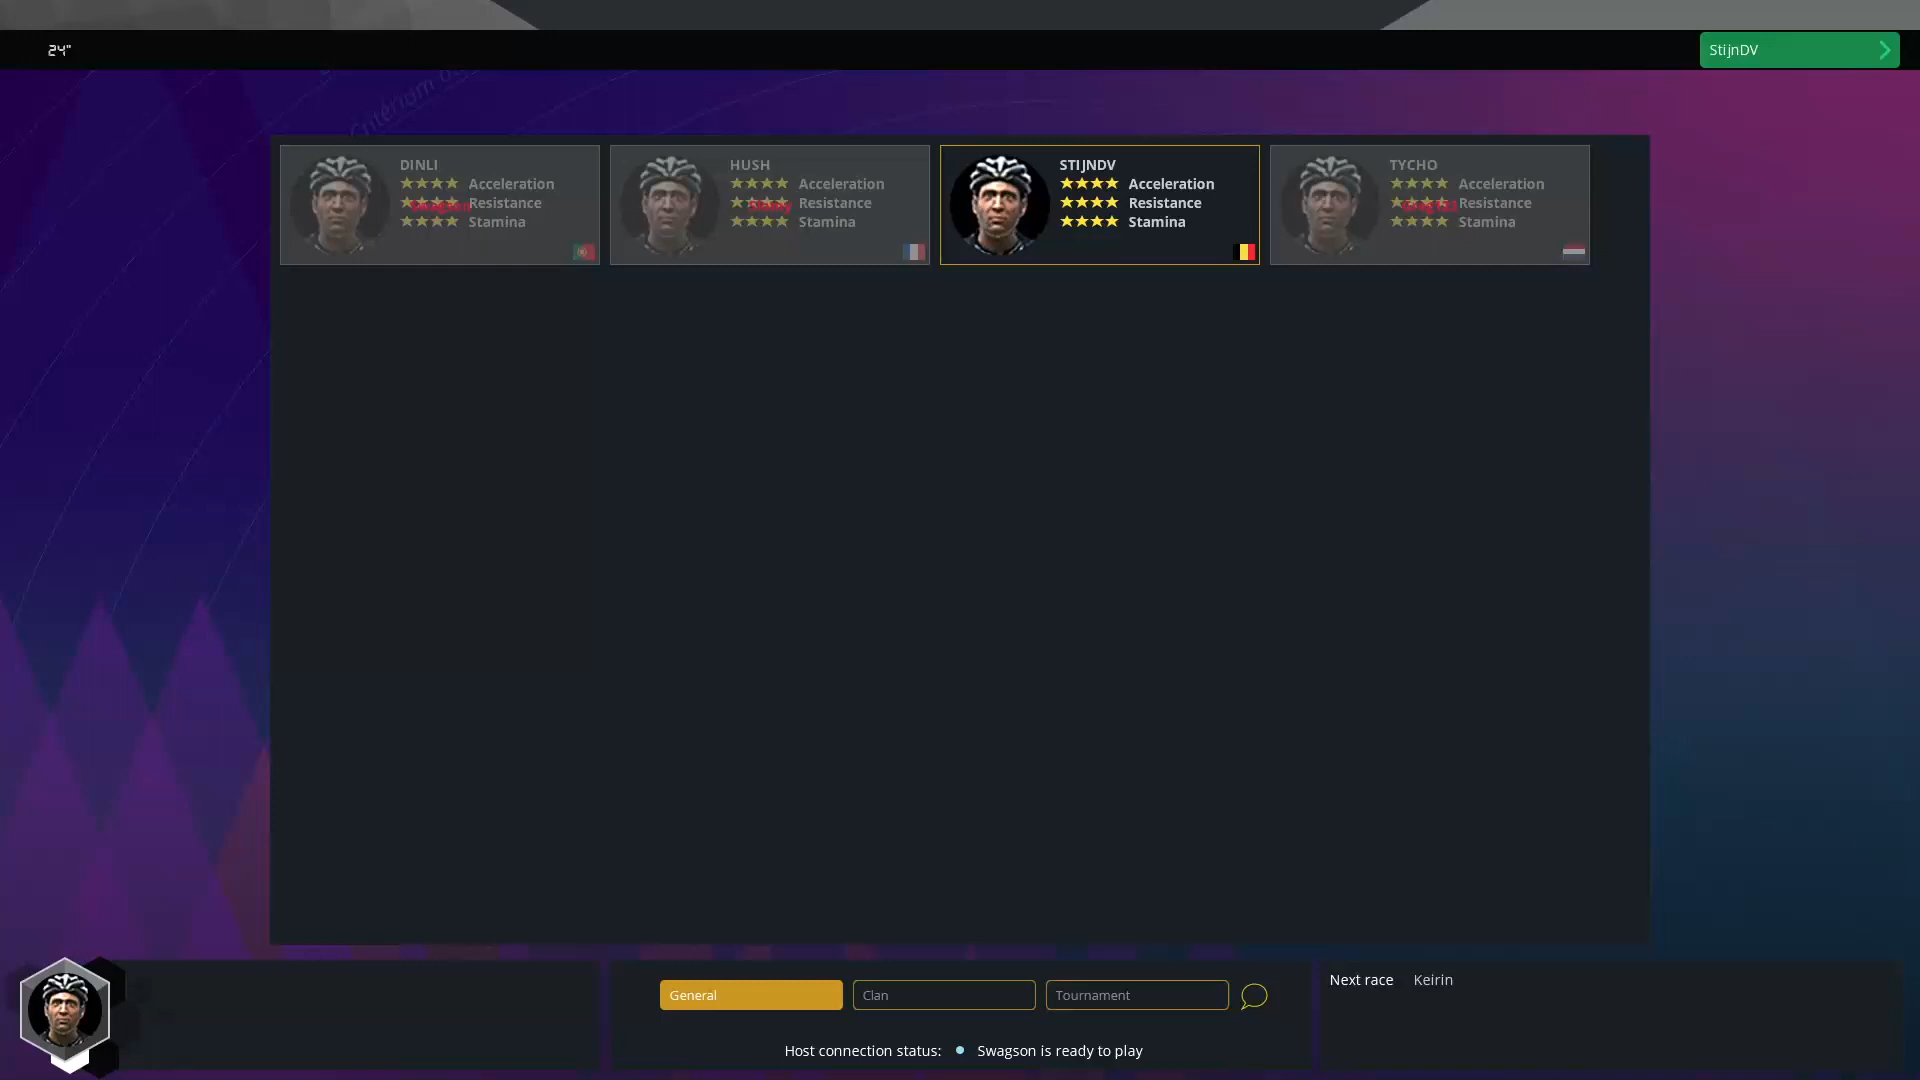 24"
StijnDV
DINLI
Acceleration
Resistance
Stamina
HUSH
Acceleration
Resistance
Stamina
STIJNDV
Acceleration
Resistance
Stamina
TYCHO
Acceleration
Resistance
Stamina
General
Clan
Tournament
Next race Keirin
Host connection status: Swagson is ready to play